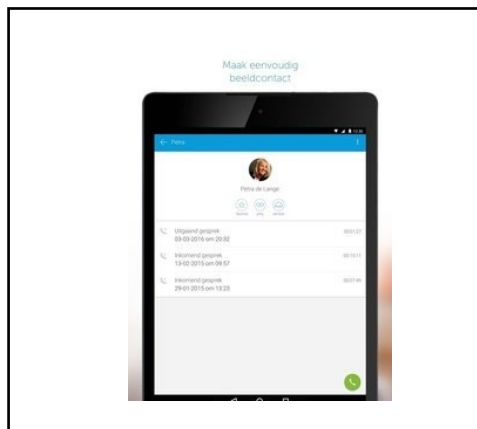 Maak eenvoudig
beeldcontact
Petra
Petra de Lange
Uitgaand gesprek
03-03-2016 om 20:32
Inkomend gesprek
13-02-2015 om 09:57
Inkomend gesprek
29-01-2015 om 13:23